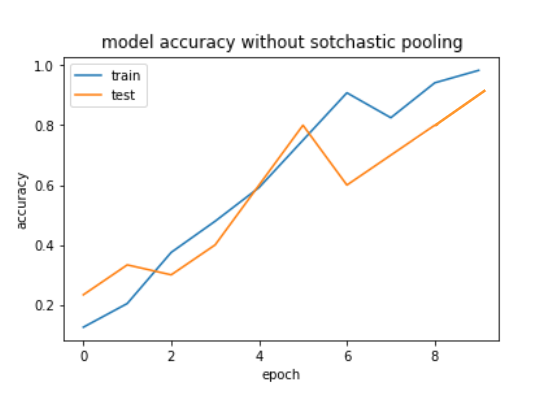 model accuracy without sotchastic pooling
train
test
1.0
0.8
0.6
0.4
0.2
accuracy
0 2 4 6 8
epoch